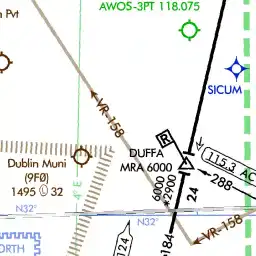 n Pvt
AWOS-3PT 118.075
SICUM
VR-158
DUFFA
MRA 6000
R
115.3 AC
Dublin Muni
(9F0)
1495 Ⓛ 32
4° E
6000
*2900
24
288
N32°
N32°
VR-158
184
124
ORTH